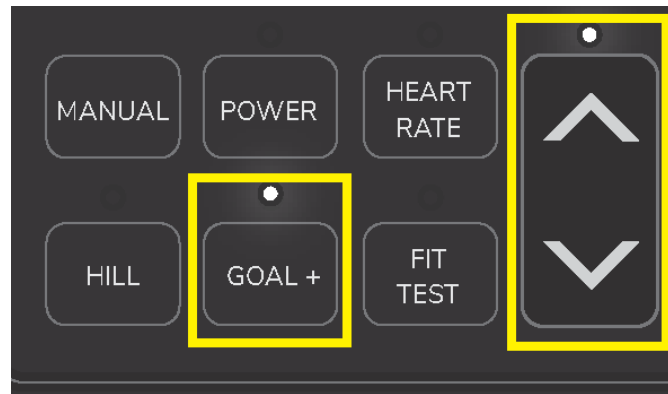 MANUAL
POWER
HEART
RATE
HILL
GOAL +
FIT
TEST